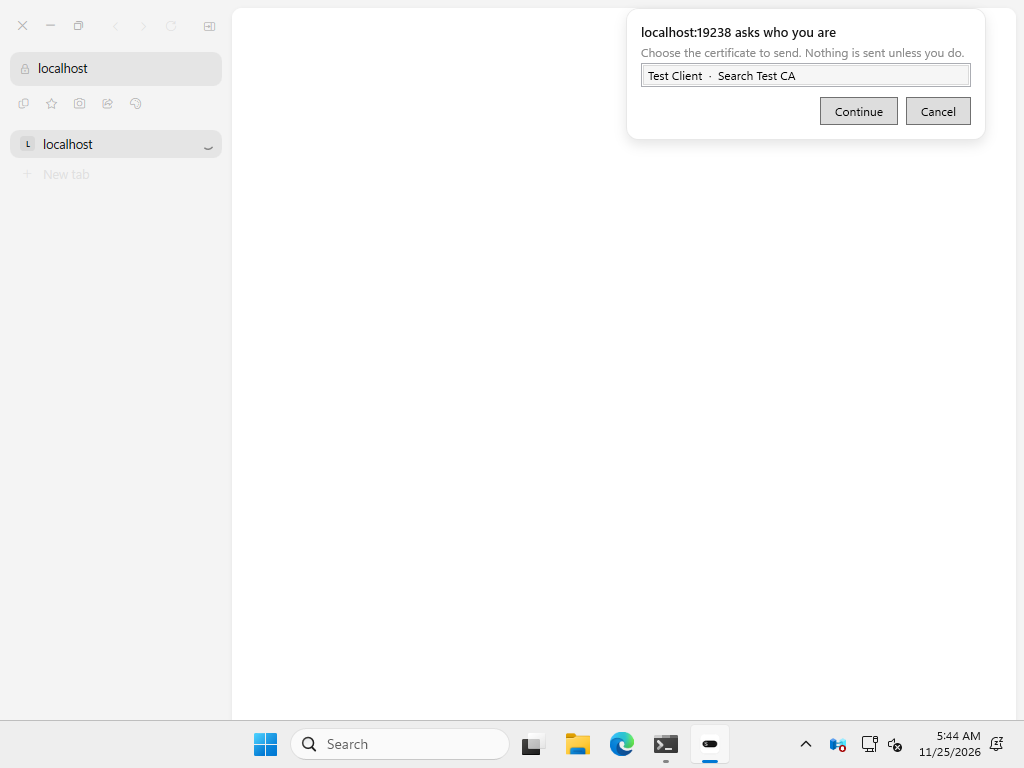 localhost
L localhost
New tab
localhost:19238 asks who you are
Choose the certificate to send. Nothing is sent unless you do.
Test Client · Search Test CA
Continue Cancel
Search
5:44 AM
11/25/2026